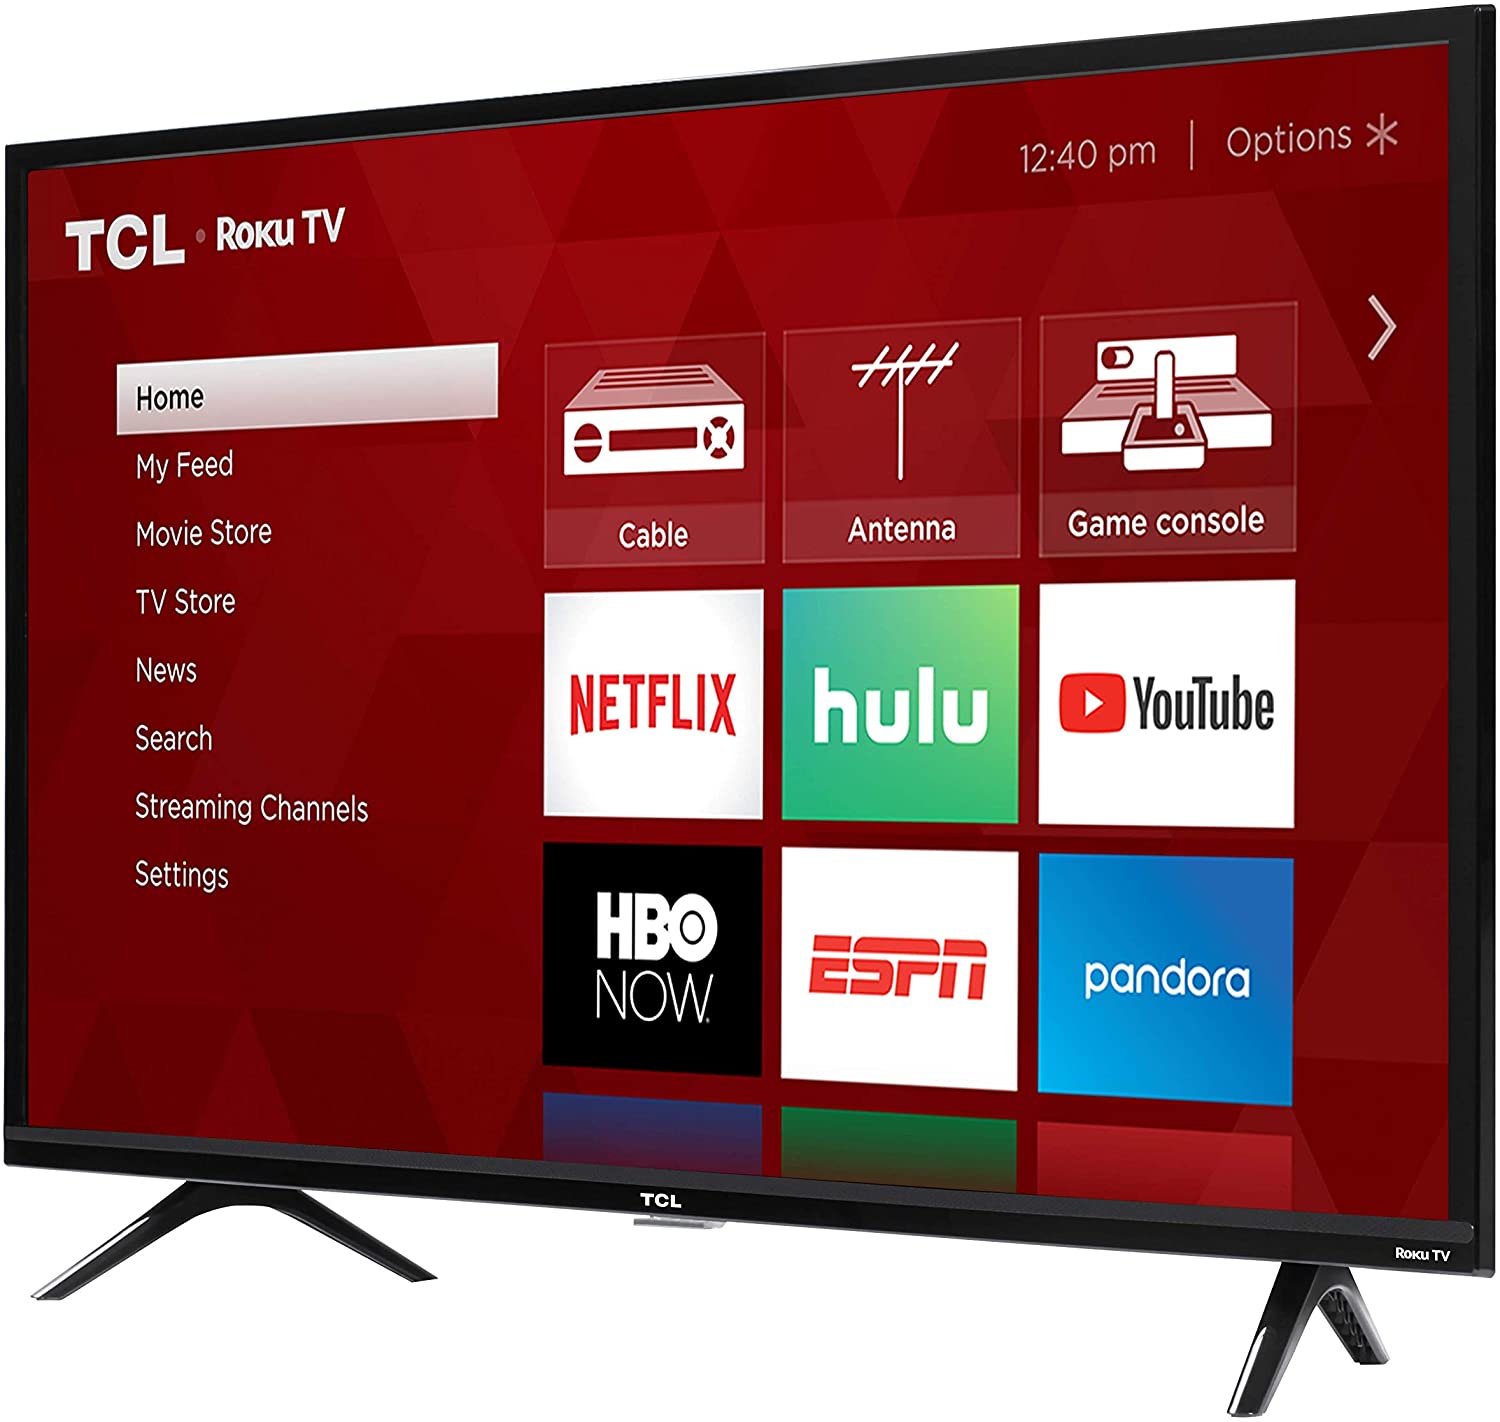 12:40 pm | Options
TCL • Roku TV
Home
My Feed
Movie Store
TV Store
News
Search
Streaming Channels
Settings
Cable
Antenna
Game console
NETFLIX
hulu
YouTube
HBO
NOW.
ESPN
pandora
TCL
Roku TV